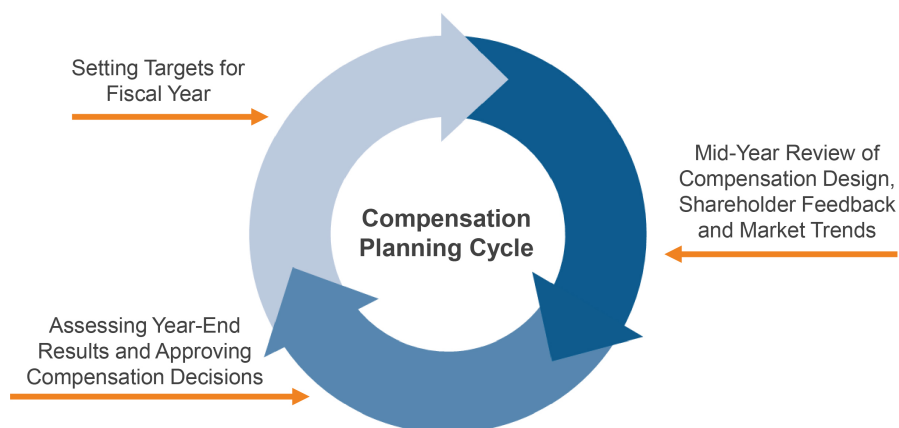 Setting Targets for
Fiscal Year
Mid-Year Review of
Compensation Design,
Shareholder Feedback
and Market Trends
Compensation
Planning Cycle
Assessing Year-End
Results and Approving
Compensation Decisions